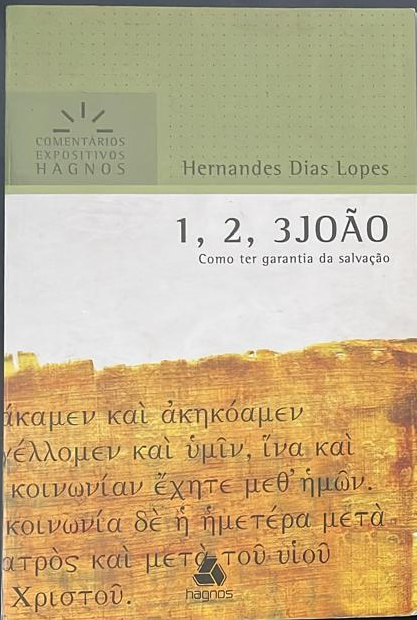 COMENTÁRIOS
EXPOSITIVOS
HAGNOS
Hernandes Dias Lopes
1, 2, 3JOÃO
Como ter garantia da salvação
άκαμεν καὶ ἀκηκόαμεν
γέλλομεν καὶ ὑμῖν, ἵνα καὶ
κοινωνίαν ἔχητε μεθ' ἡμῶν.
κοινωνία δὲ ἡ ἡμετέρα μετὰ
ατρὸς καὶ μετὰ τοῦ υἱοῦ
Χριστοῦ.
hagnos